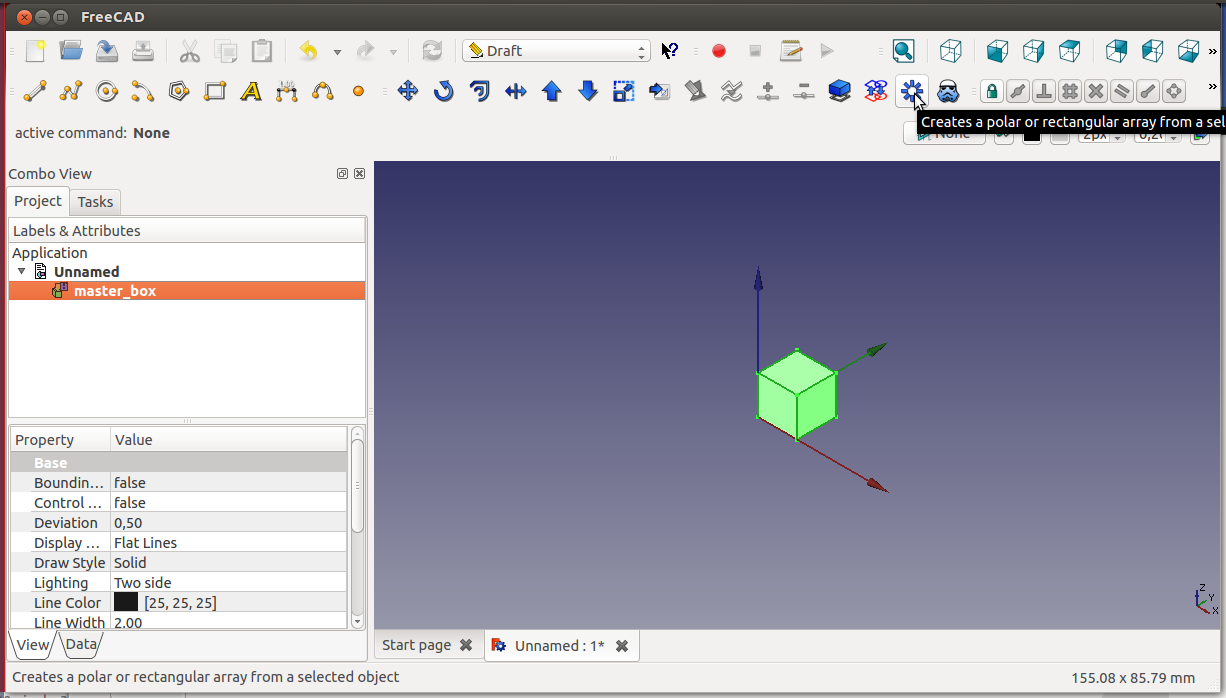 FreeCAD
Draft
active command: None
Creates a polar or rectangular array from a sel
None
2px
Combo View
Project
Tasks
Labels & Attributes
Application
Unnamed
master_box
Property Value
Base
Boundin... false
Control ... false
Deviation 0,50
Display ... Flat Lines
Draw Style Solid
Lighting Two side
Line Color [25, 25, 25]
Line Width 2.00
View
Data
Z
Y
X
Start page
Unnamed : 1*
Creates a polar or rectangular array from a selected object
155.08 x 85.79 mm